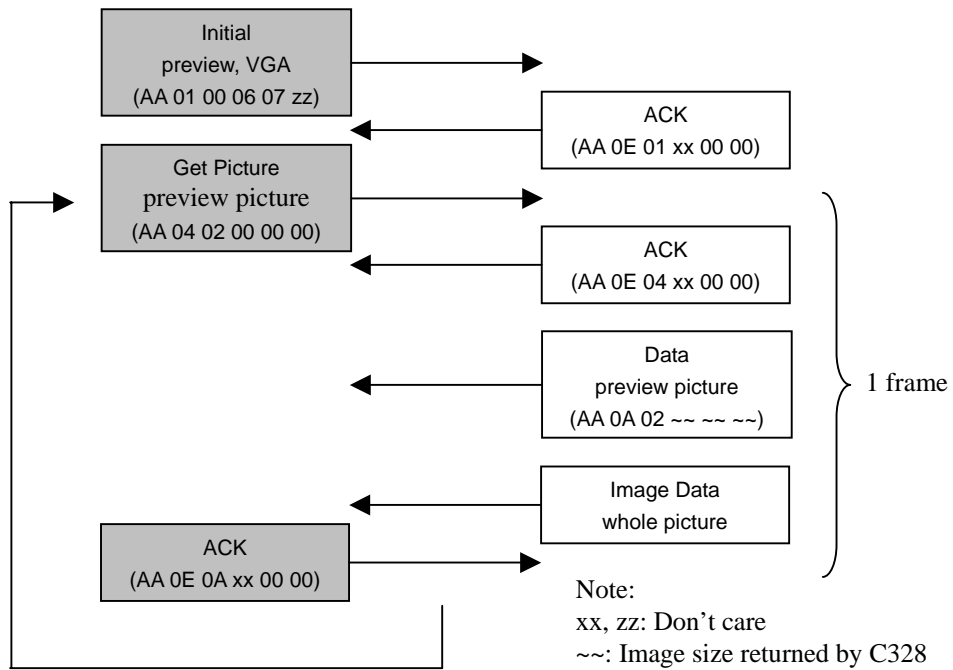 Initial
preview, VGA
(AA 01 00 06 07 zz)
ACK
(AA 0E 01 xx 00 00)
Get Picture
preview picture
(AA 04 02 00 00 00)
ACK
(AA 0E 04 xx 00 00)
Data
preview picture
(AA 0A 02 ~~ ~~ ~~)
1 frame
Image Data
whole picture
ACK
(AA 0E 0A xx 00 00)
Note:
xx, zz: Don't care
~~: Image size returned by C328